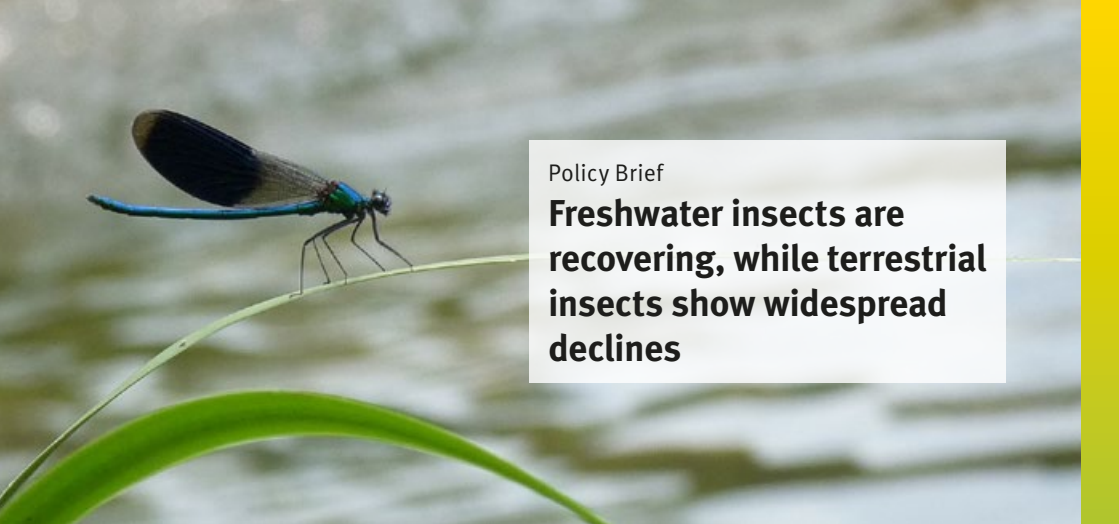 Policy Brief
Freshwater insects are
recovering, while terrestrial
insects show widespread
declines